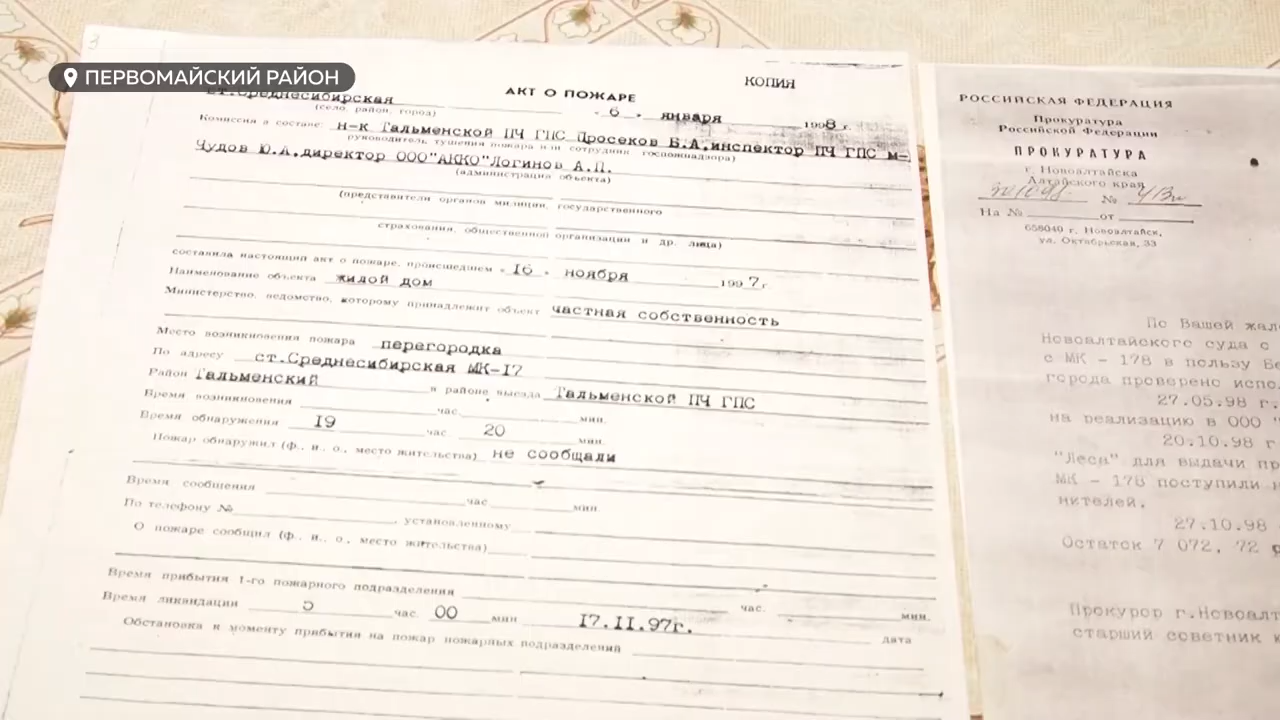 3
ПЕРВОМАЙСКИЙ РАЙОН
КОПИЯ
АКТ О ПОЖАРЕ
ст.Среднесибирская
(село, район, город)
"6" января 1998 г.
Комиссия в составе: н-к Тальменской ПЧ ГПС Просеков Б.А.инспектор ПЧ ГПС м-
руководитель тушения пожара или сотрудник госпожнадзора)
Чудов Ю.А.директор ООО"АККО"Логинов А.П.
(администрация объекта)
(представители органов милиции, государственного
страхования, общественной организации и др. лица)
составила настоящий акт о пожаре, происшедшем "16" ноября 1997 г.
Наименование объекта жилой дом
Министерство, ведомство, которому принадлежит объект частная собственность
Место возникновения пожара перегородка
По адресу ст.Среднесибирская МК-17
Район Тальменский в районе выезда Тальменской ПЧ ГПС
Время возникновения час. мин.
Время обнаружения 19 час. 20 мин.
Пожар обнаружил (ф., и., о., место жительства) не сообщали
Время сообщения час. мин.
По телефону № , установленному
О пожаре сообщил (ф., и., о., место жительства)
Время прибытия 1-го пожарного подразделения час. мин.
Время ликвидации 5 час. 00 мин 17.11.97г. дата
Обстановка к моменту прибытия на пожар пожарных подразделений
РОССИЙСКАЯ ФЕДЕРАЦИЯ
Прокуратура
Российской Федерации
ПРОКУРАТУРА
г. Новоалтайска
Алтайского края
№
На № от
658040 г. Новоалтайск,
ул. Октябрьская, 33
По Вашей жал
Новоалтайского суда с
с МК - 178 в пользу Бе
города проверено испо
27.05.98 г.
на реализацию в ООО "
20.10.98 г
"Леса" для выдачи пр
МК - 178 поступили н
нителей.
27.10.98
Остаток 7 072, 72
Прокурор г.Новоалт
старший советник